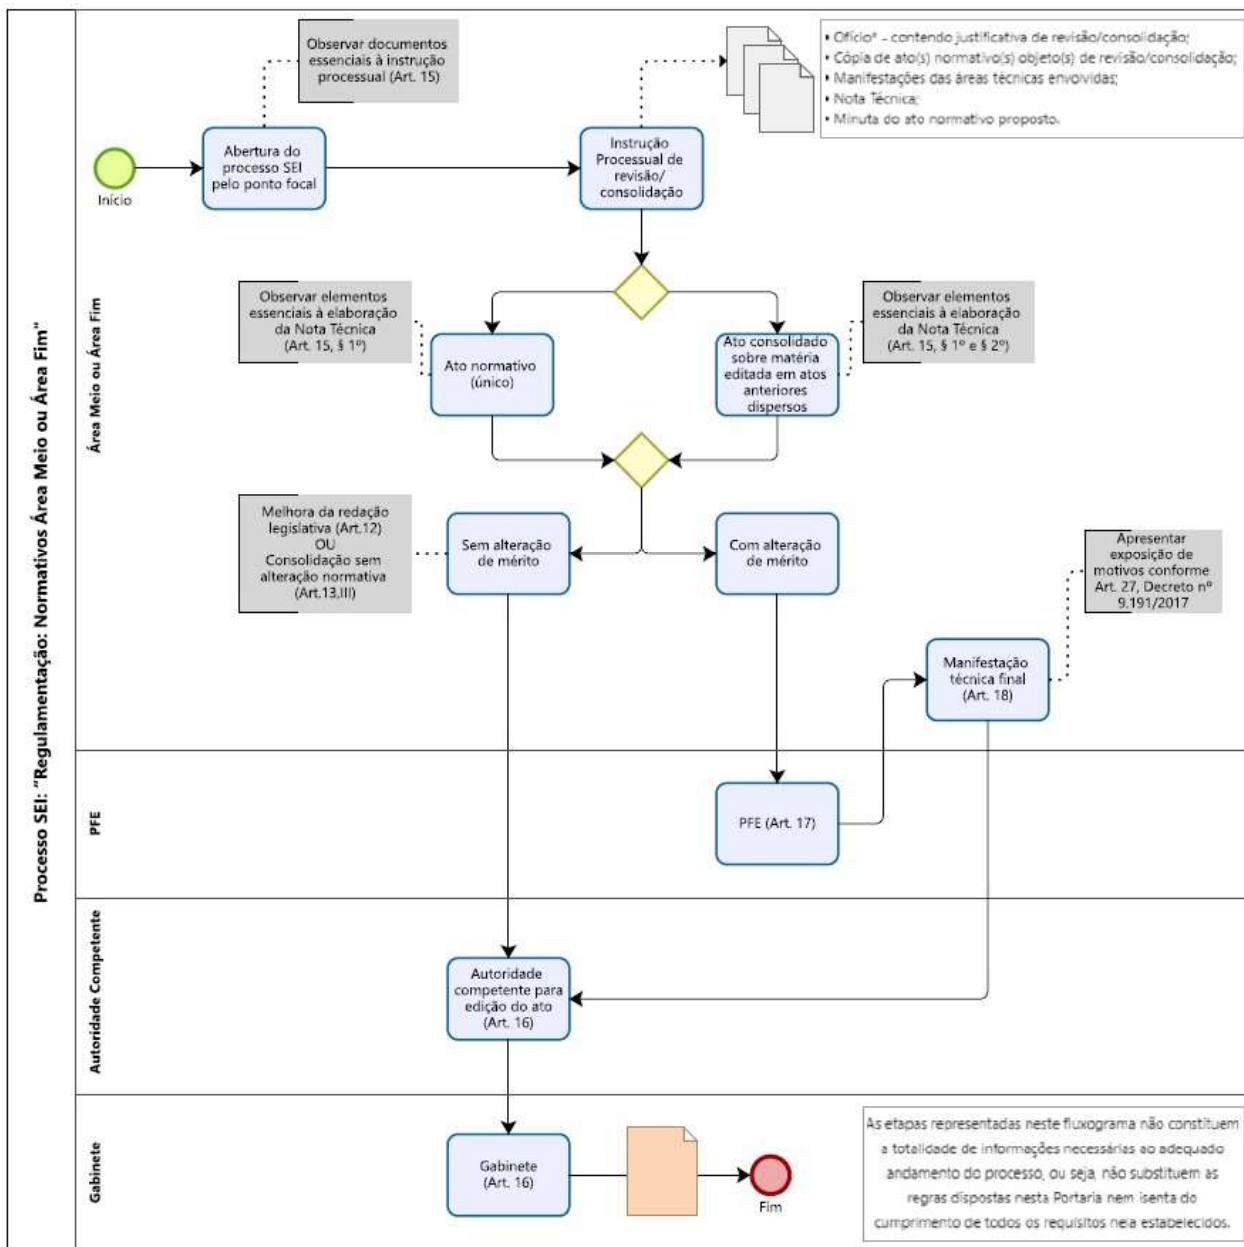 Processo SEI: "Regulamentação: Normativos Área Meio ou Área Fim"
Área Meio ou Área Fim
Observar documentos
essenciais à instrução
processual (Art. 15)
• Ofício* - contendo justificativa de revisão/consolidação;
• Cópia de ato(s) normativo(s) objeto(s) de revisão/consolidação;
• Manifestações das áreas técnicas envolvidas;
• Nota Técnica;
• Minuta do ato normativo proposto.
Início
Abertura do
processo SEI
pelo ponto focal
Instrução
Processual de
revisão/
consolidação
Observar elementos
essenciais à elaboração
da Nota Técnica
(Art. 15, § 1º)
Ato normativo
(único)
Ato consolidado
sobre matéria
editada em atos
anteriores
dispersos
Observar elementos
essenciais à elaboração
da Nota Técnica
(Art. 15, § 1º e § 2º)
Melhora da redação
legislativa (Art.12)
OU
Consolidação sem
alteração normativa
(Art.13,III)
Sem alteração
de mérito
Com alteração
de mérito
Apresentar
exposição de
motivos conforme
Art. 27, Decreto nº
9.191/2017
Manifestação
técnica final
(Art. 18)
PFE
PFE (Art. 17)
Autoridade Competente
Autoridade
competente para
edição do ato
(Art. 16)
Gabinete
Gabinete
(Art. 16)
Fim
As etapas representadas neste fluxograma não constituem
a totalidade de informações necessárias ao adequado
andamento do processo, ou seja, não substituem as
regras dispostas nesta Portaria nem isenta do
cumprimento de todos os requisitos nela estabelecidos.